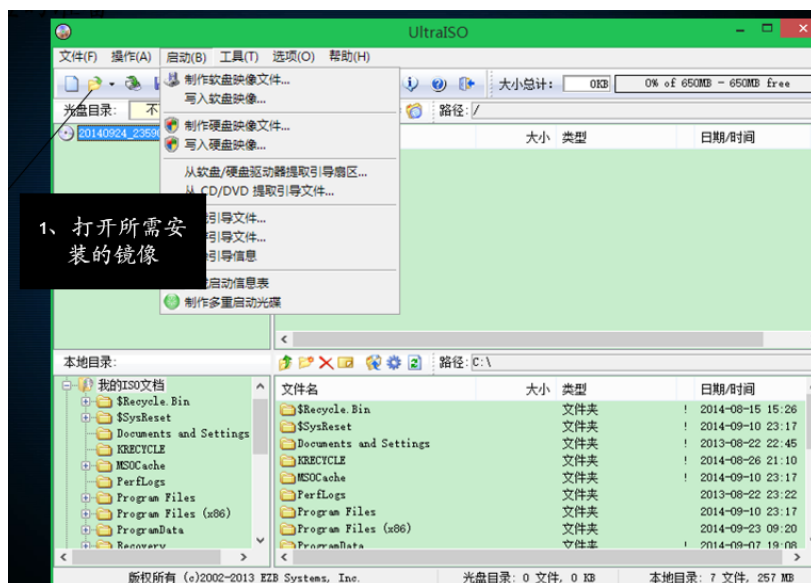 UltraISO
文件(F) 操作(A) 启动(B) 工具(T) 选项(O) 帮助(H)
大小总计: 0KB 0% of 650MB - 650MB free
光盘目录: 不 路径: /
20140924_2359
大小 类型 日期/时间
制作软盘映像文件...
写入软盘映像...
制作硬盘映像文件...
写入硬盘映像...
从软盘/硬盘驱动器提取引导扇区...
从 CD/DVD 提取引导文件...
引导文件...
引导文件...
引导信息
启动信息表
制作多重启动光碟
1、打开所需安
装的镜像
本地目录: 路径: C:\
我的ISO文档
$Recycle.Bin
$SysReset
Documents and Settings
KRECYCLE
MSOCache
PerfLogs
Program Files
Program Files (x86)
ProgramData
Recovery
文件名 大小 类型 日期/时间
$Recycle.Bin 文件夹 ! 2014-08-15 15:26
$SysReset 文件夹 ! 2014-09-10 23:17
Documents and Settings 文件夹 ! 2013-08-22 22:45
KRECYCLE 文件夹 ! 2014-08-26 21:10
MSOCache 文件夹 ! 2014-09-10 23:17
PerfLogs 文件夹 2013-08-22 23:22
Program Files 文件夹 2014-09-10 23:17
Program Files (x86) 文件夹 2014-09-23 09:20
ProgramData 文件夹 ! 2014-09-07 19:08
版权所有 (c)2002-2013 EZB Systems, Inc. 光盘目录: 0 文件, 0 KB 本地目录: 7 文件, 257 MB